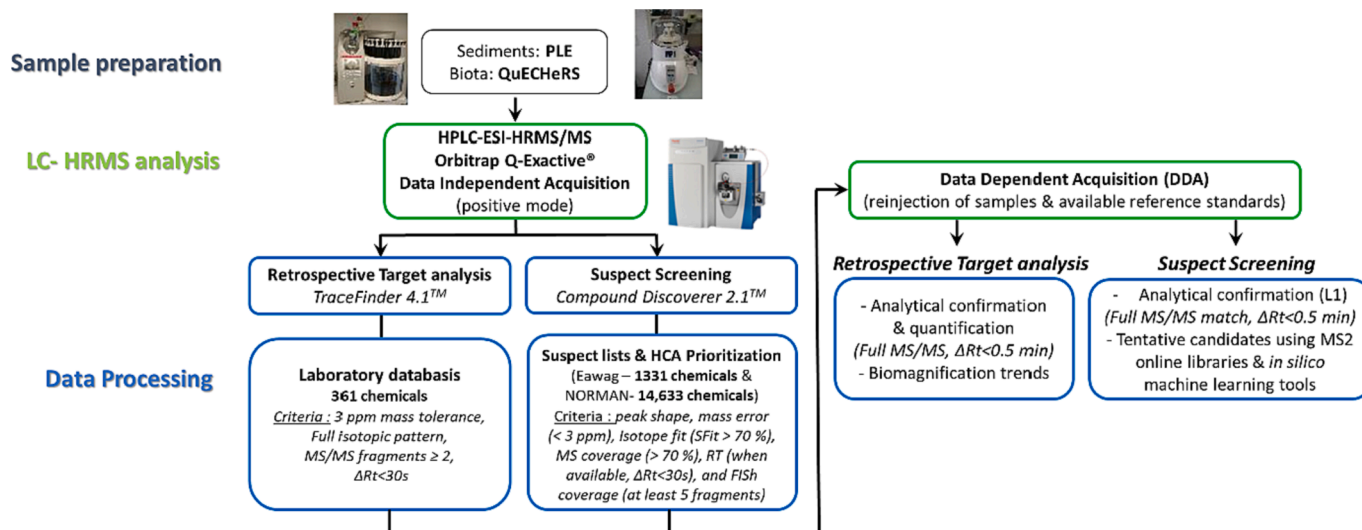 Sample preparation
Sediments: PLE
Biota: QuECHeRS
LC- HRMS analysis
HPLC-ESI-HRMS/MS
Orbitrap Q-Exactive®
Data Independent Acquisition
(positive mode)
Data Processing
Retrospective Target analysis
TraceFinder 4.1™
Laboratory databasis
361 chemicals
Criteria : 3 ppm mass tolerance,
Full isotopic pattern,
MS/MS fragments ≥ 2,
ΔRt<30s
Suspect Screening
Compound Discoverer 2.1™
Suspect lists & HCA Prioritization
(Eawag – 1331 chemicals &
NORMAN- 14,633 chemicals)
Criteria : peak shape, mass error
(< 3 ppm), Isotope fit (SFit > 70 %),
MS coverage (> 70 %), RT (when
available, ΔRt<30s), and FISh
coverage (at least 5 fragments)
Data Dependent Acquisition (DDA)
(reinjection of samples & available reference standards)
Retrospective Target analysis
- Analytical confirmation
& quantification
(Full MS/MS, ΔRt<0.5 min)
- Biomagnification trends
Suspect Screening
- Analytical confirmation (L1)
(Full MS/MS match, ΔRt<0.5 min)
- Tentative candidates using MS2
online libraries & in silico
machine learning tools